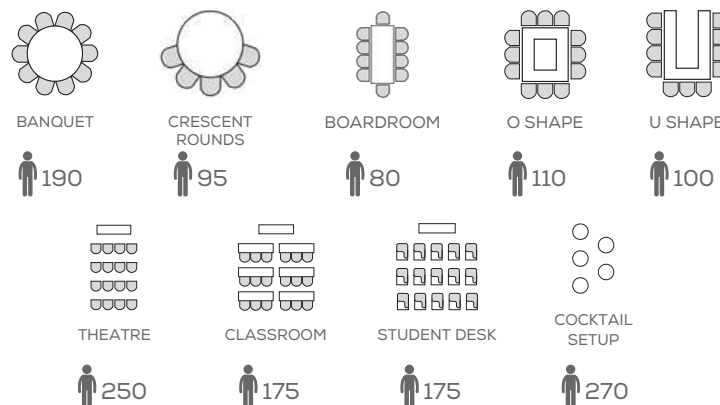 BANQUET
CRESCENT
ROUNDS
BOARDROOM
O SHAPE
U SHAPE
190
95
80
110
100
THEATRE
CLASSROOM
STUDENT DESK
COCKTAIL
SETUP
250
175
175
270